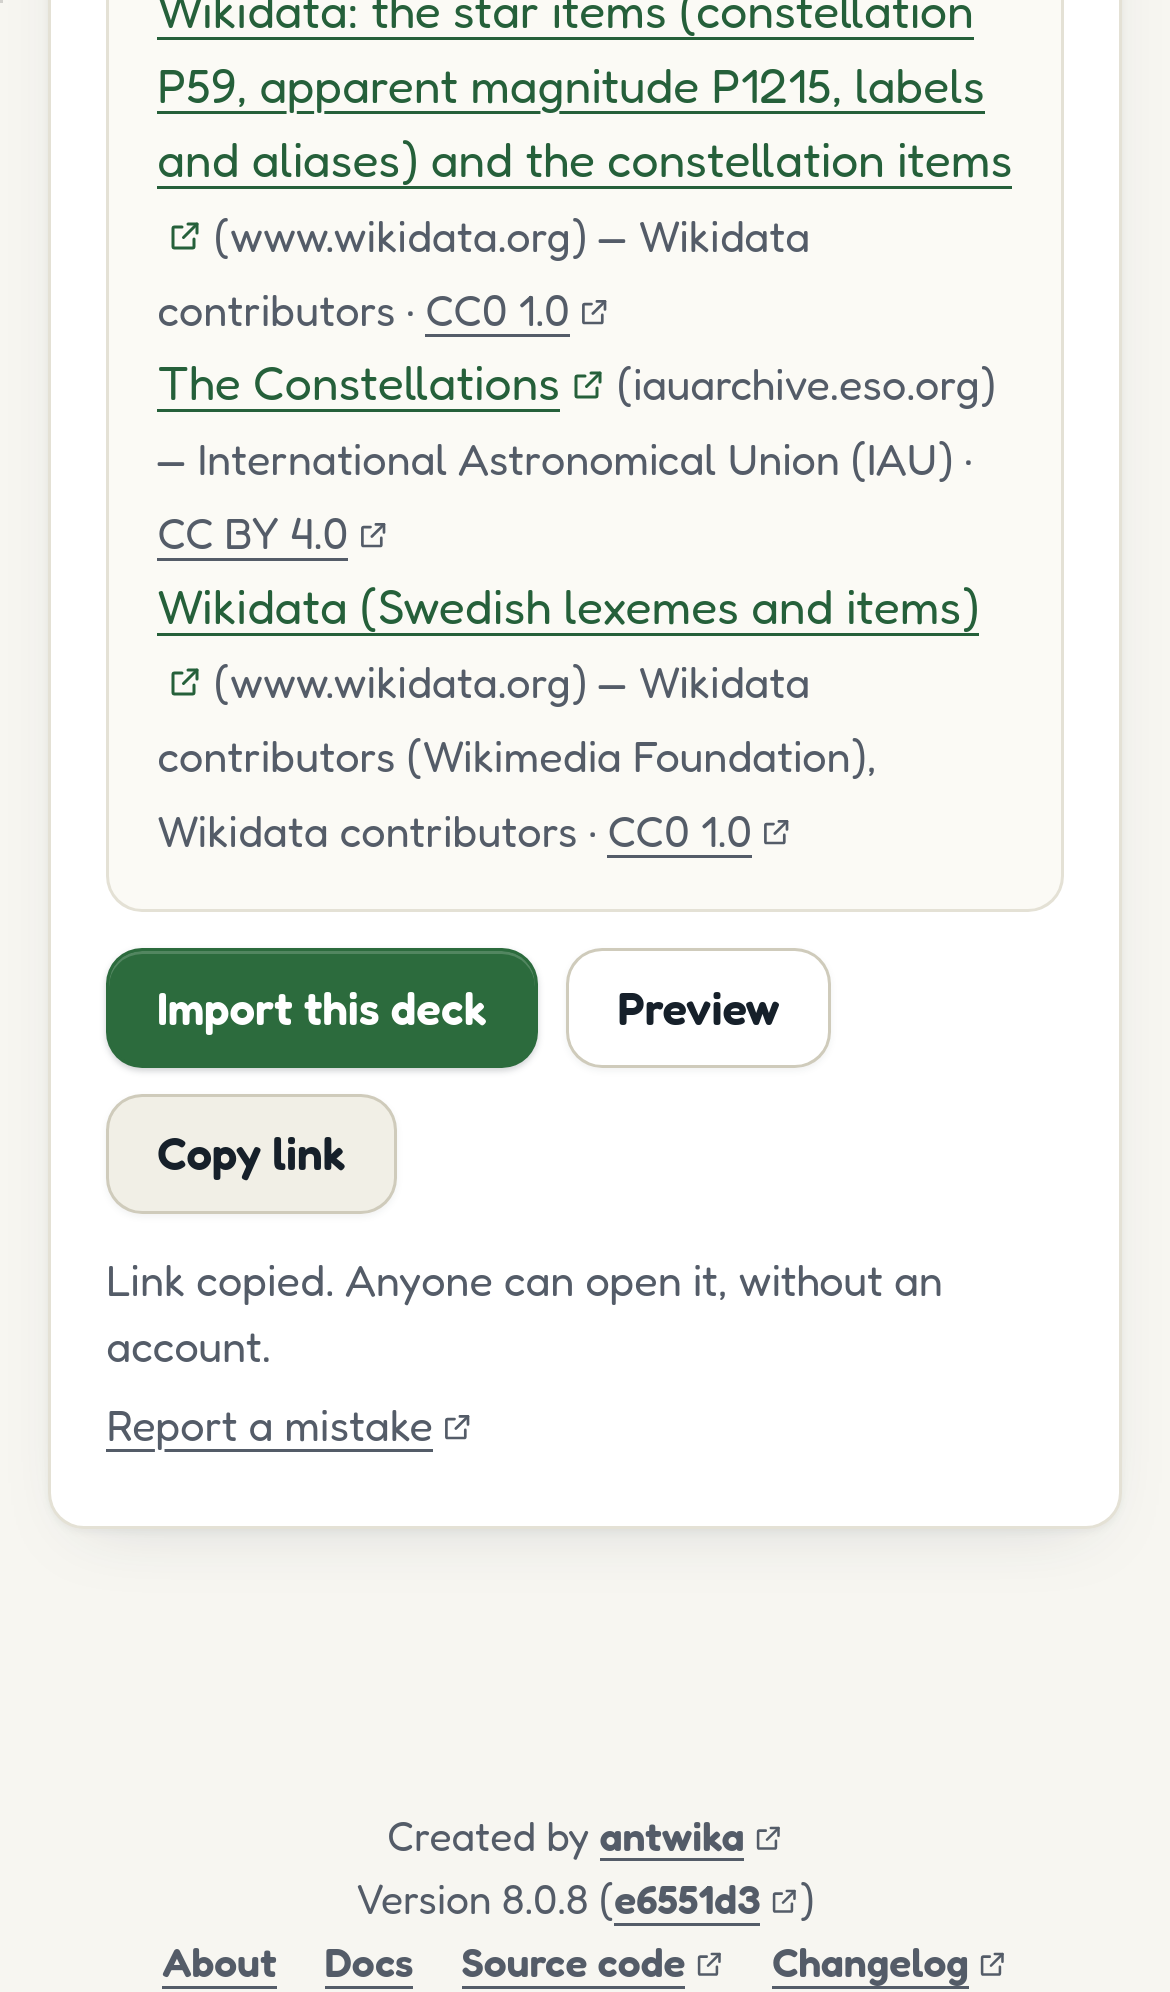 Wikidata: the star items (constellation
P59, apparent magnitude P1215, labels
and aliases) and the constellation items
(www.wikidata.org) — Wikidata
contributors · CC0 1.0
The Constellations (iauarchive.eso.org)
— International Astronomical Union (IAU) ·
CC BY 4.0
Wikidata (Swedish lexemes and items)
(www.wikidata.org) — Wikidata
contributors (Wikimedia Foundation),
Wikidata contributors · CC0 1.0
Import this deck Preview
Copy link
Link copied. Anyone can open it, without an
account.
Report a mistake
Created by antwika
Version 8.0.8 (e6551d3)
About Docs Source code Changelog